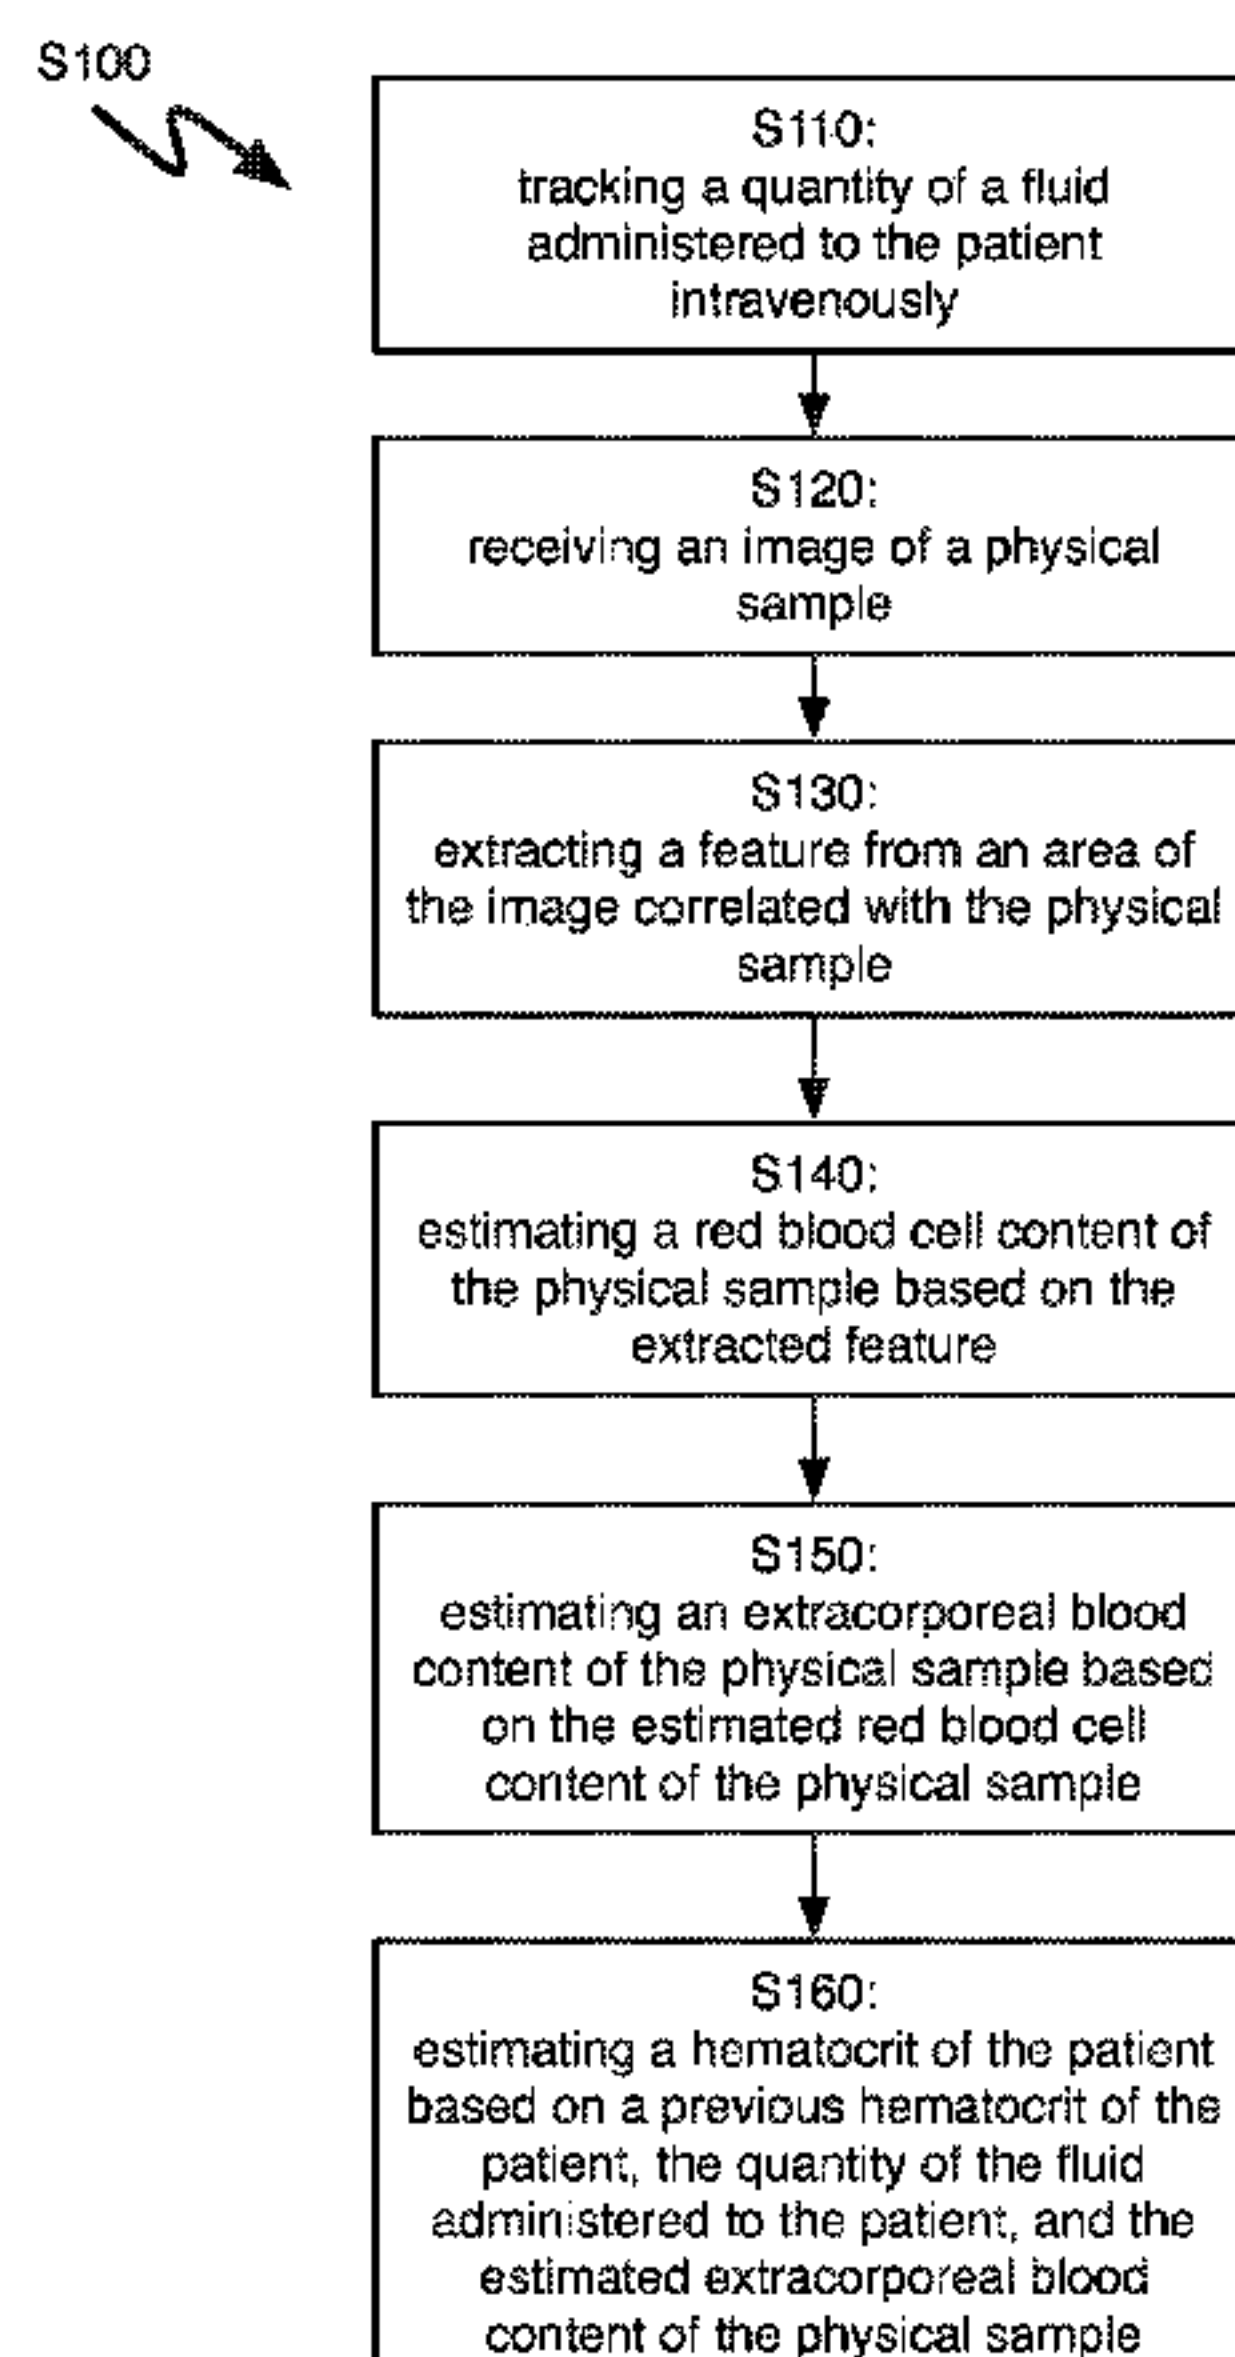 S100
S110:
tracking a quantity of a fluid
administered to the patient
intravenously
S120:
receiving an image of a physical
sample
S130:
extracting a feature from an area of
the image correlated with the physical
sample
S140:
estimating a red blood cell content of
the physical sample based on the
extracted feature
S150:
estimating an extracorporeal blood
content of the physical sample based
on the estimated red blood cell
content of the physical sample
S160:
estimating a hematocrit of the patient
based on a previous hematocrit of the
patient, the quantity of the fluid
administered to the patient, and the
estimated extracorporeal blood
content of the physical sample